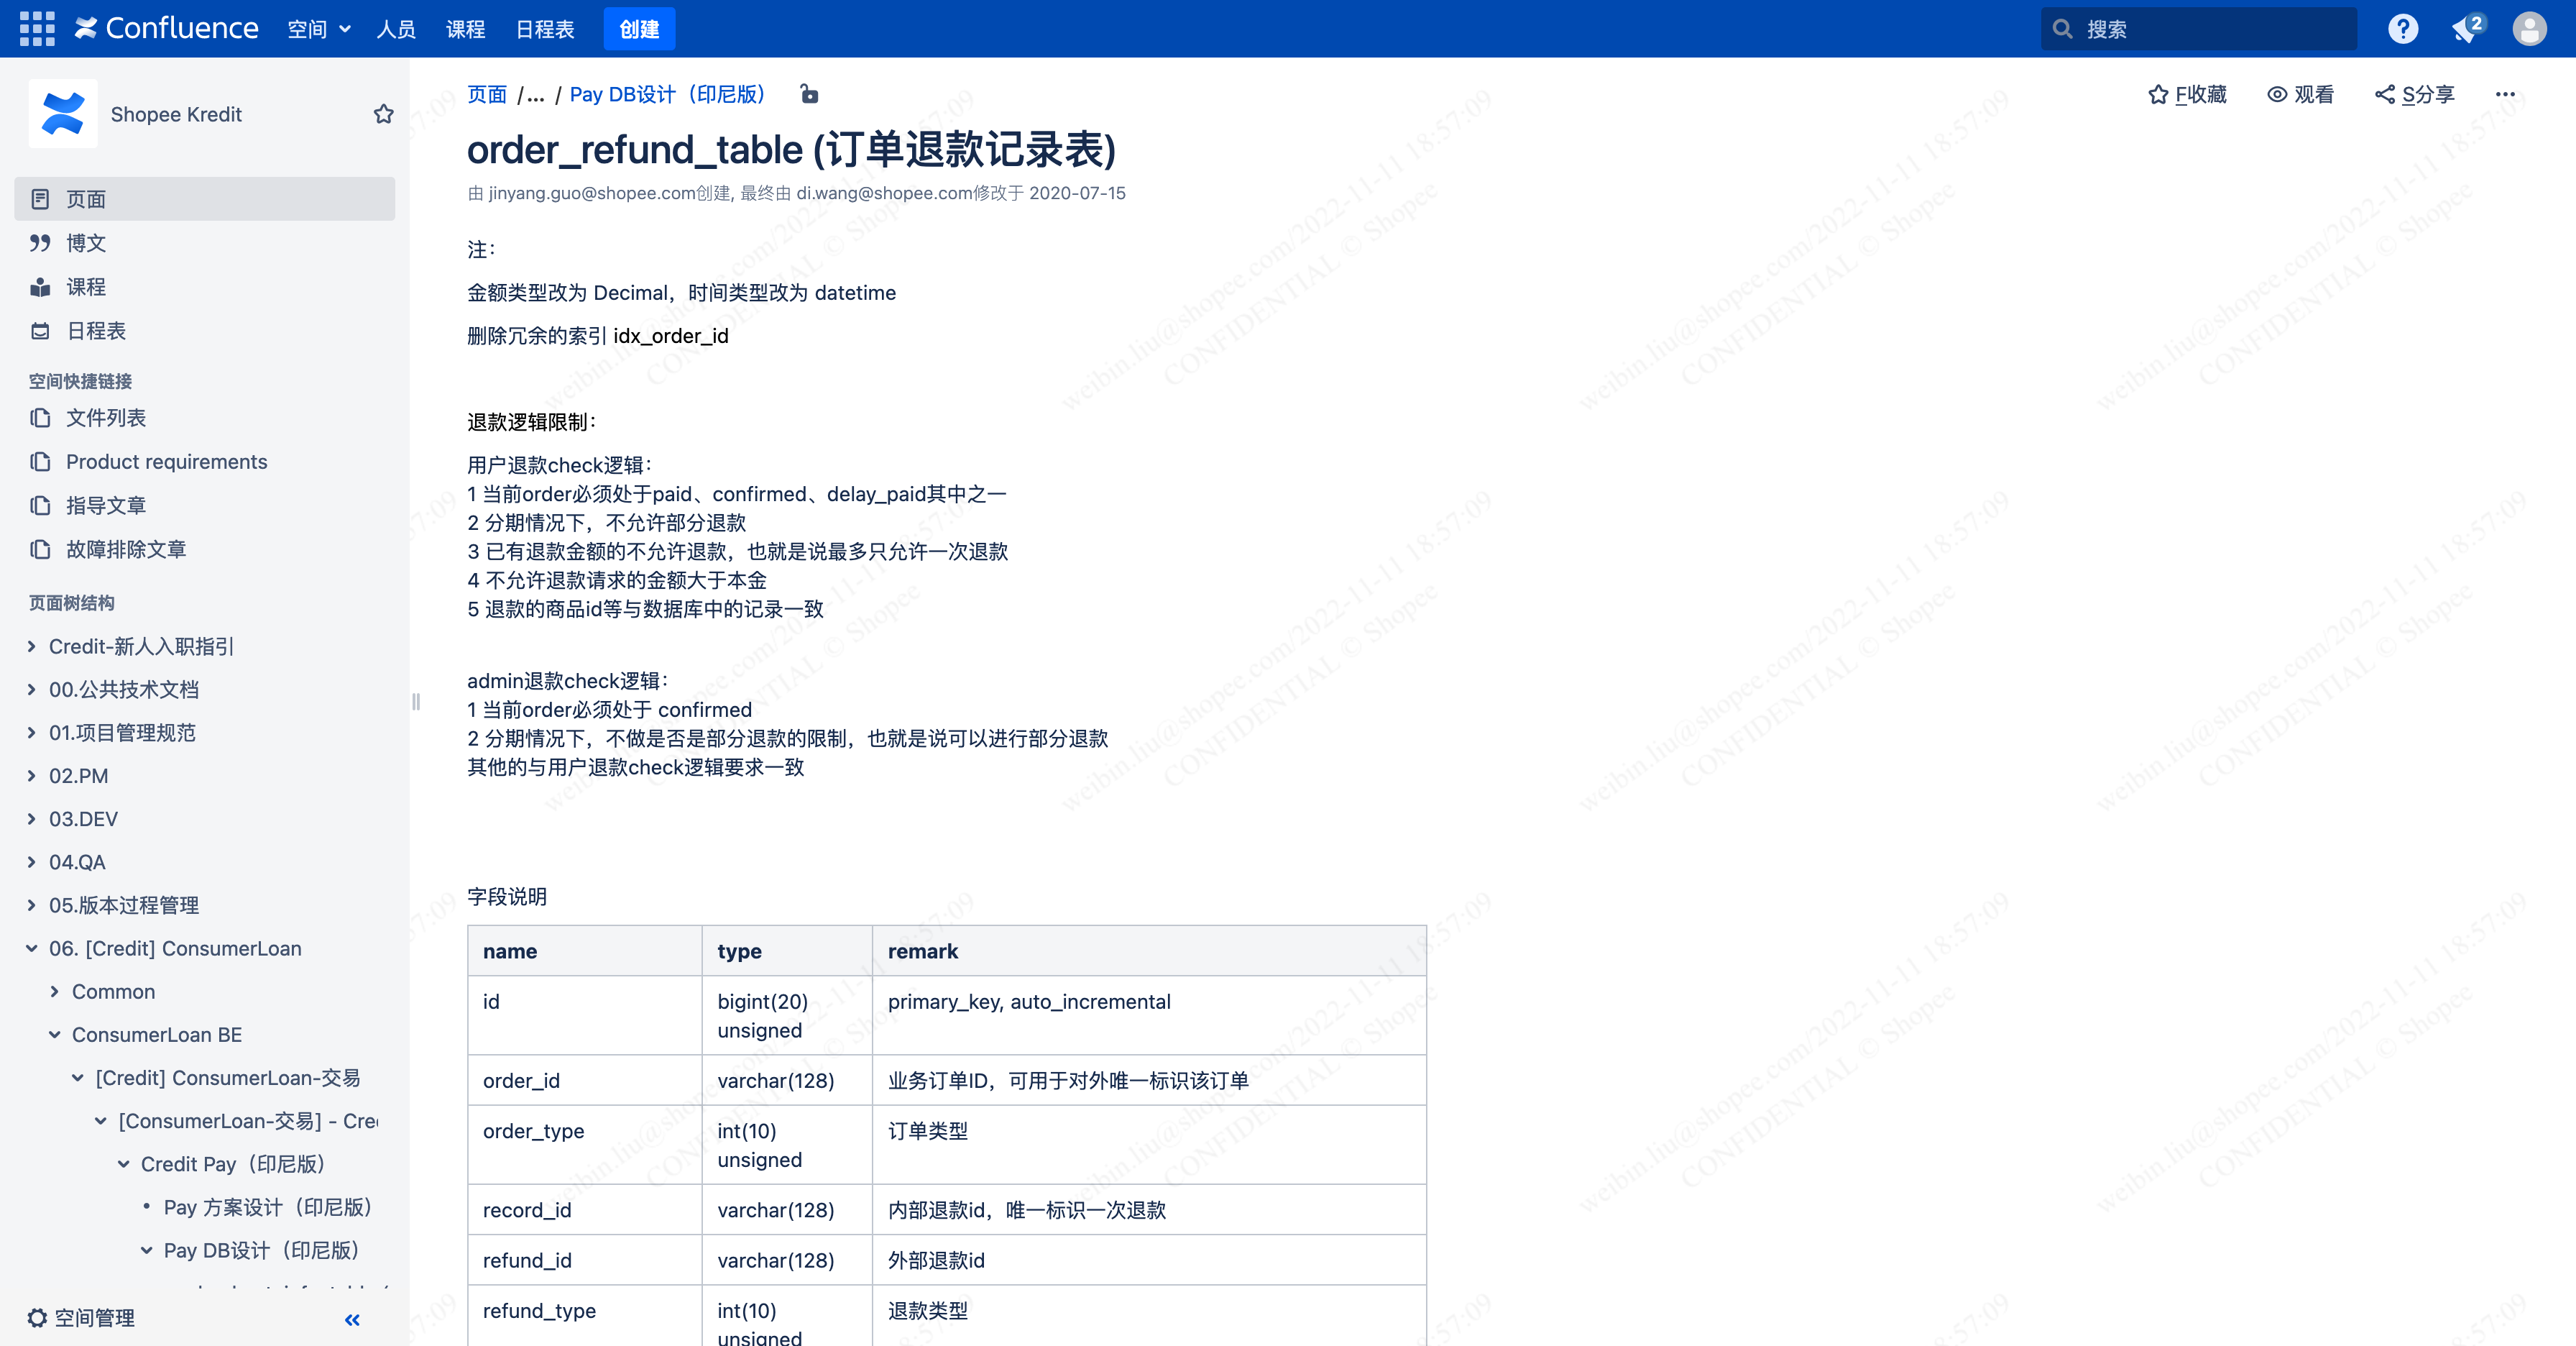 Confluence 空间 人员 课程 日程表 创建 搜索 2
Shopee Kredit
页面
博文
课程
日程表
空间快捷链接
文件列表
Product requirements
指导文章
故障排除文章
页面树结构
Credit-新人入职指引
00.公共技术文档
01.项目管理规范
02.PM
03.DEV
04.QA
05.版本过程管理
06. [Credit] ConsumerLoan
Common
ConsumerLoan BE
[Credit] ConsumerLoan-交易
[ConsumerLoan-交易] - Cre
Credit Pay（印尼版）
Pay 方案设计（印尼版）
Pay DB设计（印尼版）
空间管理
页面 /... / Pay DB设计（印尼版）
F收藏 观看 S分享
order_refund_table (订单退款记录表)
由 jinyang.guo@shopee.com创建, 最终由 di.wang@shopee.com修改于 2020-07-15
注：
金额类型改为 Decimal，时间类型改为 datetime
删除冗余的索引 idx_order_id
退款逻辑限制：
用户退款check逻辑：
1 当前order必须处于paid、confirmed、delay_paid其中之一
2 分期情况下，不允许部分退款
3 已有退款金额的不允许退款，也就是说最多只允许一次退款
4 不允许退款请求的金额大于本金
5 退款的商品id等与数据库中的记录一致
admin退款check逻辑：
1 当前order必须处于 confirmed
2 分期情况下，不做是否是部分退款的限制，也就是说可以进行部分退款
其他的与用户退款check逻辑要求一致
字段说明
name type remark
id bigint(20) unsigned primary_key, auto_incremental
order_id varchar(128) 业务订单ID，可用于对外唯一标识该订单
order_type int(10) unsigned 订单类型
record_id varchar(128) 内部退款id，唯一标识一次退款
refund_id varchar(128) 外部退款id
refund_type int(10) unsigned 退款类型
weibin.liu@shopee.com/2022-11-11 18:57:09
CONFIDENTIAL © Shopee